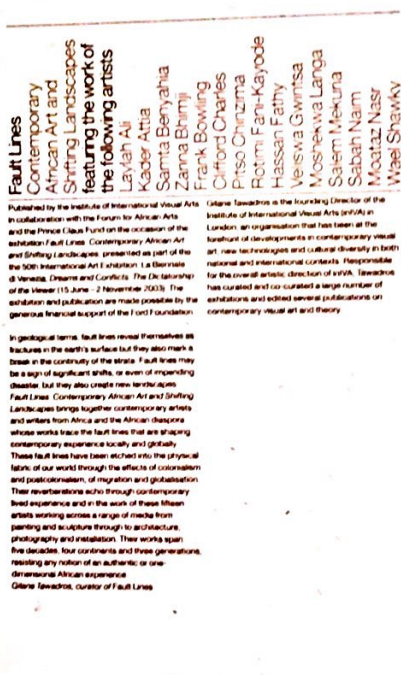 Fault Lines
Contemporary
African Art and
Shifting Landscapes
featuring the work of
the following artists
Laylah Ali
Kader Attia
Samta Benyahia
Zarina Bhimji
Frank Bowling
Clifford Charles
Pitso Chinzima
Rotimi Fani-Kayode
Hassan Fathy
Veliswa Gwintsa
Moshekwa Langa
Salem Mekuria
Sabah Naim
Moataz Nasr
Wael Shawky
Published by the Institute of International Visual Arts
in collaboration with the Forum for African Arts
and the Prince Claus Fund on the occasion of the
exhibition Fault Lines: Contemporary African Art
and Shifting Landscapes, presented as part of
the 50th International Art Exhibition, La Biennale
di Venezia, Dreams and Conflicts: The Dictatorship
of the Viewer (15 June - 2 November 2003). The
exhibition and publication are made possible by the
generous financial support of the Ford Foundation.
In geological terms, fault lines reveal themselves as
fractures in the earth's surface but they also mark a
break in the continuity of the strata. Fault lines may
be a sign of significant shifts, or even of impending
disaster, but they also create new landscapes.
Fault Lines: Contemporary African Art and Shifting
Landscapes brings together contemporary artists
and writers from Africa and the African diaspora
whose works trace the fault lines that are shaping
contemporary experience locally and globally.
These fault lines have been etched into the physical
fabric of our world through the effects of colonialism
and postcolonialism, of migration and globalisation.
Their reverberations echo through contemporary
lived experience and in the work of these fifteen
artists working across a range of media from
painting and sculpture through to architecture,
photography and installation. Their works span
five decades, four continents and three generations,
resisting any notion of an authentic or one-
dimensional African experience.
Gilane Tawadros, curator of Fault Lines
Gilane Tawadros is the founding Director of the
Institute of International Visual Arts (inIVA) in
London, an organisation that has been at the
forefront of developments in contemporary visual
art, new technologies and cultural diversity in both
national and international contexts. Responsible
for the overall artistic direction of inIVA, Tawadros
has curated and co-curated a large number of
exhibitions and edited several publications on
contemporary visual art and theory.